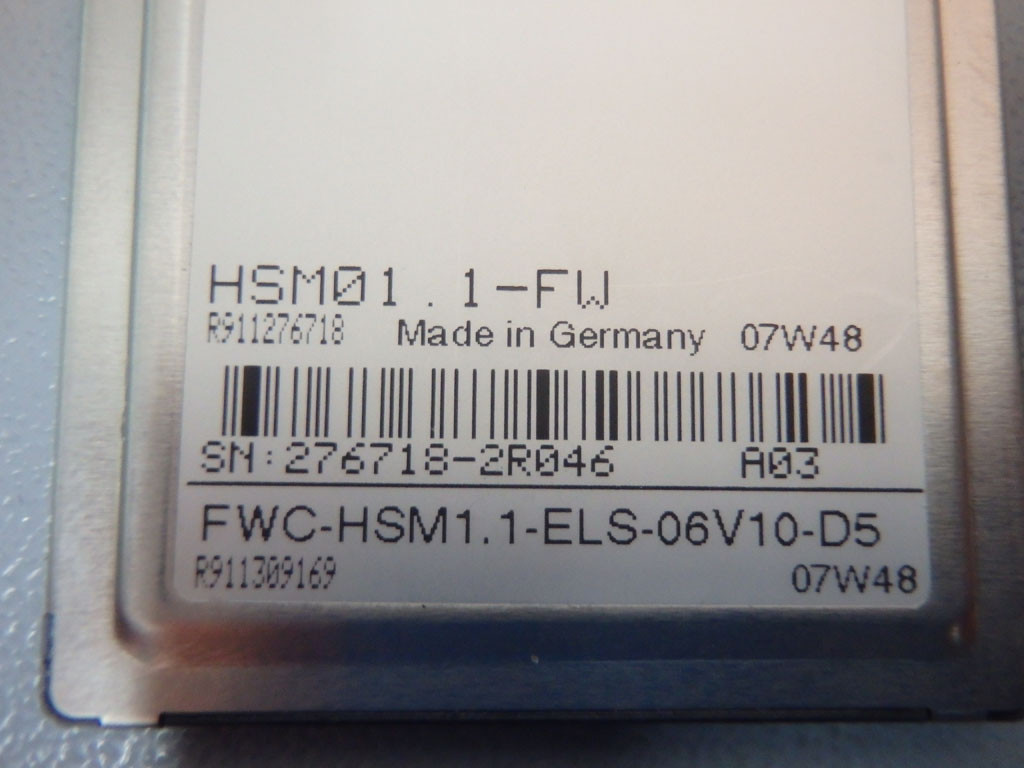 HSM01.1-FW
R911276718 Made in Germany 07W48
SN:276718-2R046 A03
FWC-HSM1.1-ELS-06V10-D5
R911309169 07W48